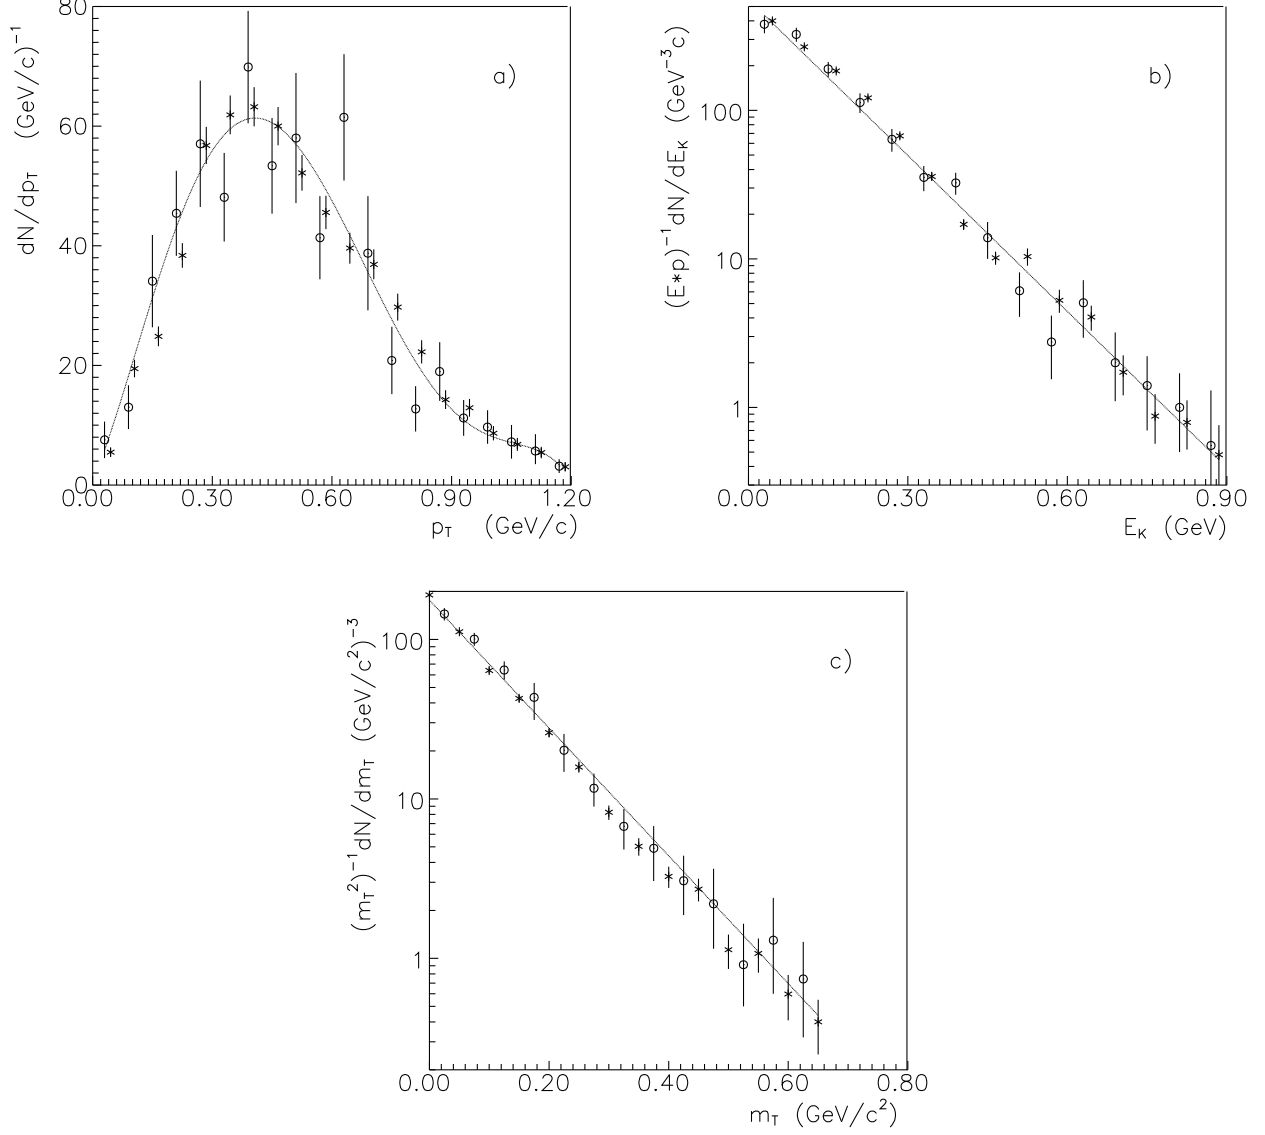 80
60
40
20
0
0.00 0.30 0.60 0.90 1.20
p_T (GeV/c)
dN/dp_T (GeV/c)^-1
a)
100
10
1
0.00 0.30 0.60 0.90
E_K (GeV)
(E*p)^-1 dN/dE_K (GeV^-3 c)
b)
100
10
1
0.00 0.20 0.40 0.60 0.80
m_T (GeV/c^2)
(m_T^2)^-1 dN/dm_T (GeV/c^2)^-3
c)